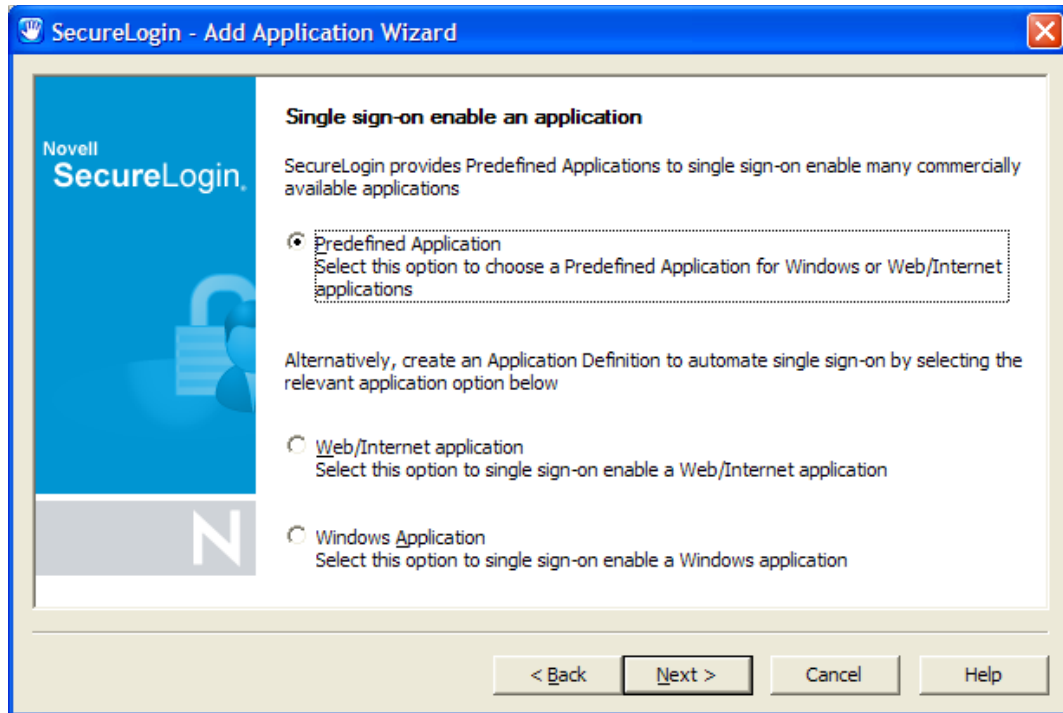 SecureLogin - Add Application Wizard
Novell
SecureLogin.
Single sign-on enable an application
SecureLogin provides Predefined Applications to single sign-on enable many commercially
available applications
Predefined Application
Select this option to choose a Predefined Application for Windows or Web/Internet
applications
Alternatively, create an Application Definition to automate single sign-on by selecting the
relevant application option below
Web/Internet application
Select this option to single sign-on enable a Web/Internet application
Windows Application
Select this option to single sign-on enable a Windows application
N
< Back
Next >
Cancel
Help